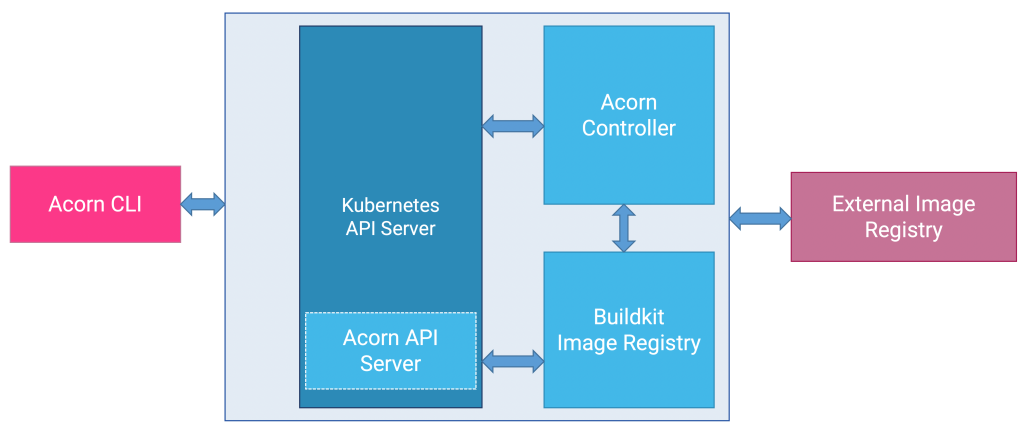 Acorn CLI
Kubernetes
API Server
Acorn API
Server
Acorn
Controller
Buildkit
Image Registry
External Image
Registry